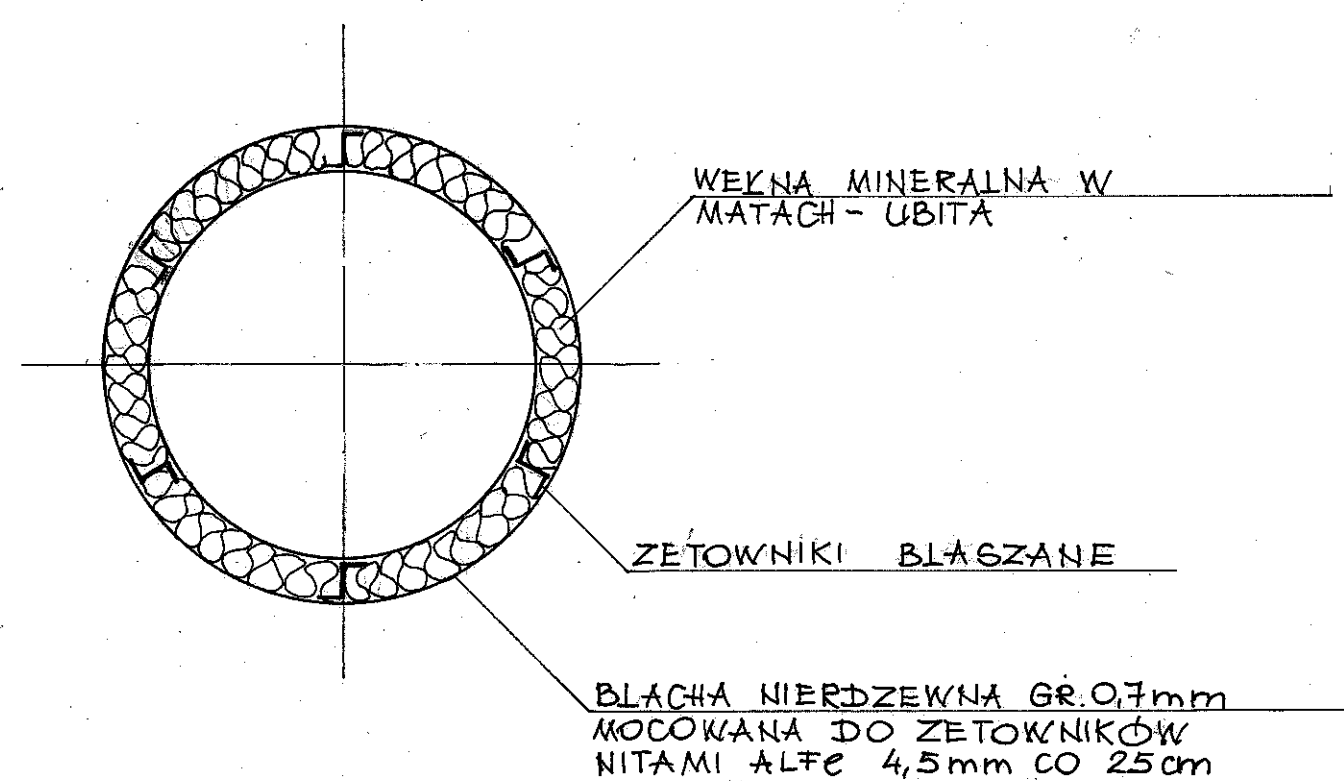 WEŁNA MINERALNA W
MATACH - UBITA
ZETOWNIKI BLASZANE
BLACHA NIERDZEWNA GR. 0,7mm
MOCOWANA DO ZETOWNIKÓW
NITAMI ALFe 4,5mm CO 25cm